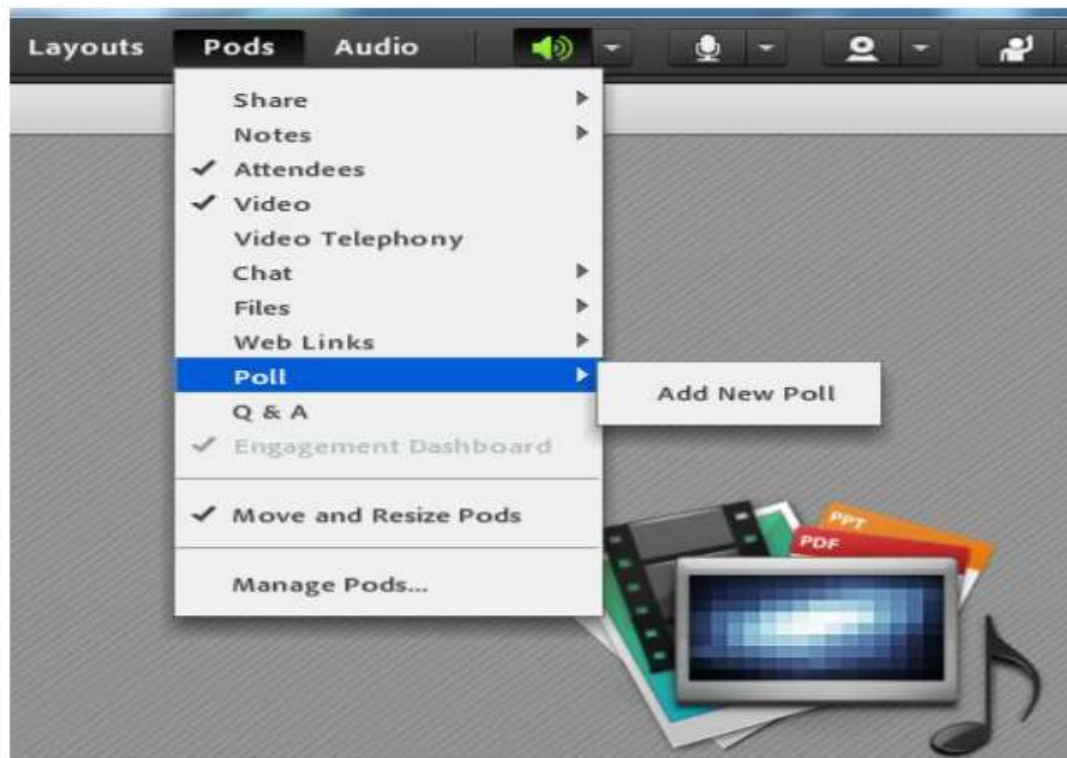 Layouts Pods Audio
Share
Notes
Attendees
Video
Video Telephony
Chat
Files
Web Links
Poll
Add New Poll
Q & A
Engagement Dashboard
Move and Resize Pods
Manage Pods...
PPT
PDF